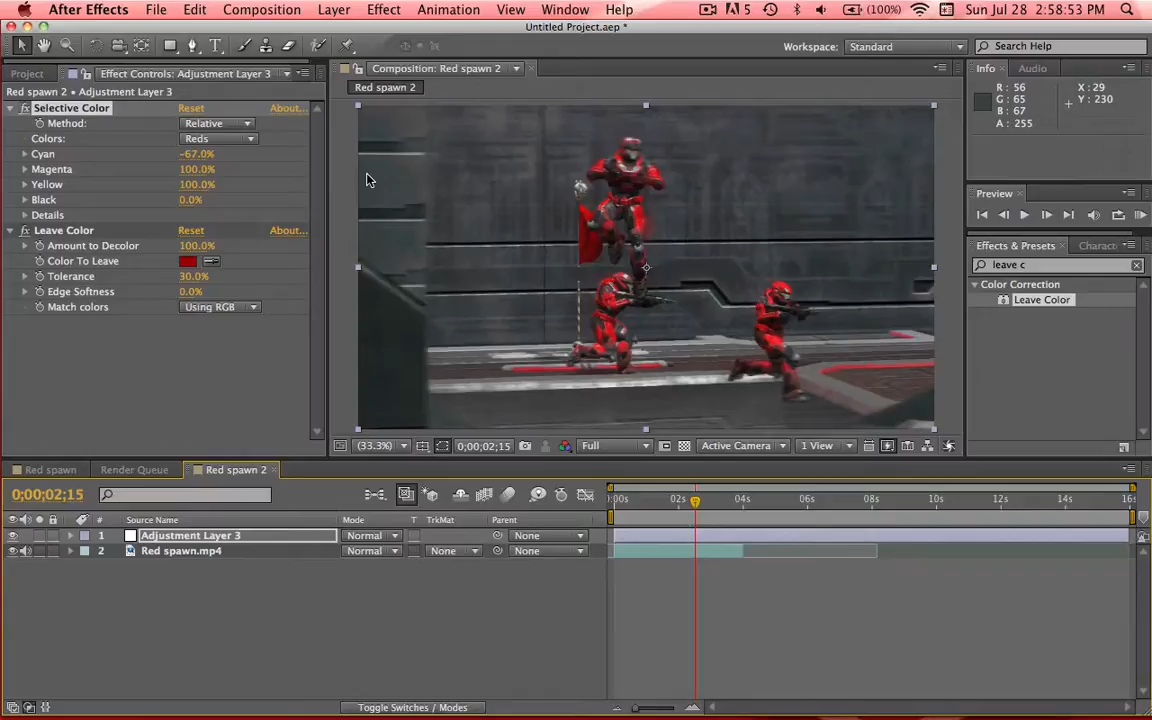 After Effects File Edit Composition Layer Effect Animation View Window Help 5 (100%) Sun Jul 28 2:58:53 PM
Untitled Project.aep *
Workspace: Standard Search Help
Project Effect Controls: Adjustment Layer 3 Composition: Red spawn 2 Info Audio
Red spawn 2 • Adjustment Layer 3 Red spawn 2
R: 56 X: 29
G: 65 Y: 230
B: 67
A: 255
fx Selective Color Reset About...
Method: Relative
Colors: Reds
Cyan -67.0%
Magenta 100.0%
Yellow 100.0%
Black 0.0%
Details
fx Leave Color Reset About...
Amount to Decolor 100.0%
Color To Leave
Tolerance 30.0%
Edge Softness 0.0%
Match colors Using RGB
Preview
Effects & Presets Charact
leave c
Color Correction
Leave Color
(33.3%) 0;00;02;15 Full Active Camera 1 View
Red spawn Render Queue Red spawn 2
0;00;02;15 :00s 02s 04s 06s 08s 10s 12s 14s 16s
# Source Name Mode T TrkMat Parent
1 Adjustment Layer 3 Normal None
2 Red spawn.mp4 Normal None None
Toggle Switches / Modes